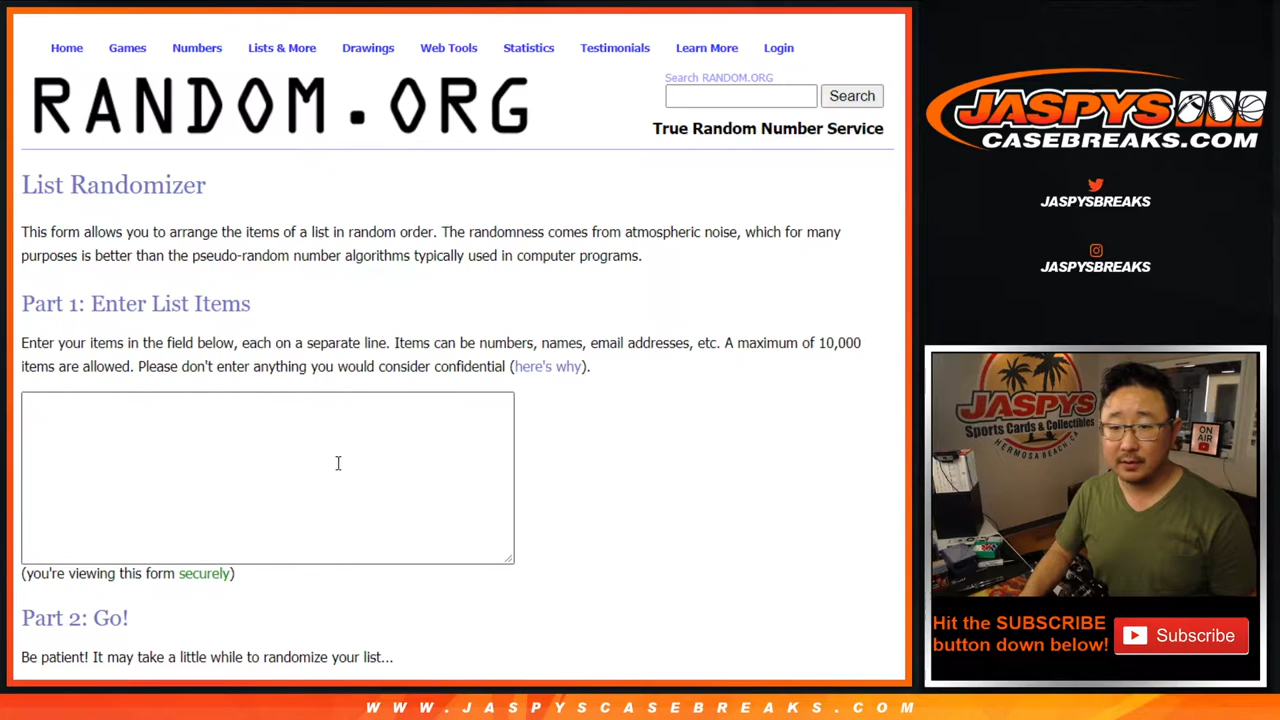 Home Games Numbers Lists & More Drawings Web Tools Statistics Testimonials Learn More Login
RANDOM.ORG
Search RANDOM.ORG
Search
True Random Number Service
List Randomizer
This form allows you to arrange the items of a list in random order. The randomness comes from atmospheric noise, which for many
purposes is better than the pseudo-random number algorithms typically used in computer programs.
Part 1: Enter List Items
Enter your items in the field below, each on a separate line. Items can be numbers, names, email addresses, etc. A maximum of 10,000
items are allowed. Please don't enter anything you would consider confidential (here's why).
(you're viewing this form securely)
Part 2: Go!
Be patient! It may take a little while to randomize your list...
JASPYS
CASEBREAKS.COM
JASPYSBREAKS
JASPYSBREAKS
JASPYS
Sports Cards & Collectibles
HERMOSA BEACH, CA
ON
AIR
Hit the SUBSCRIBE
button down below!
Subscribe
WWW.JASPYSCASEBREAKS.COM